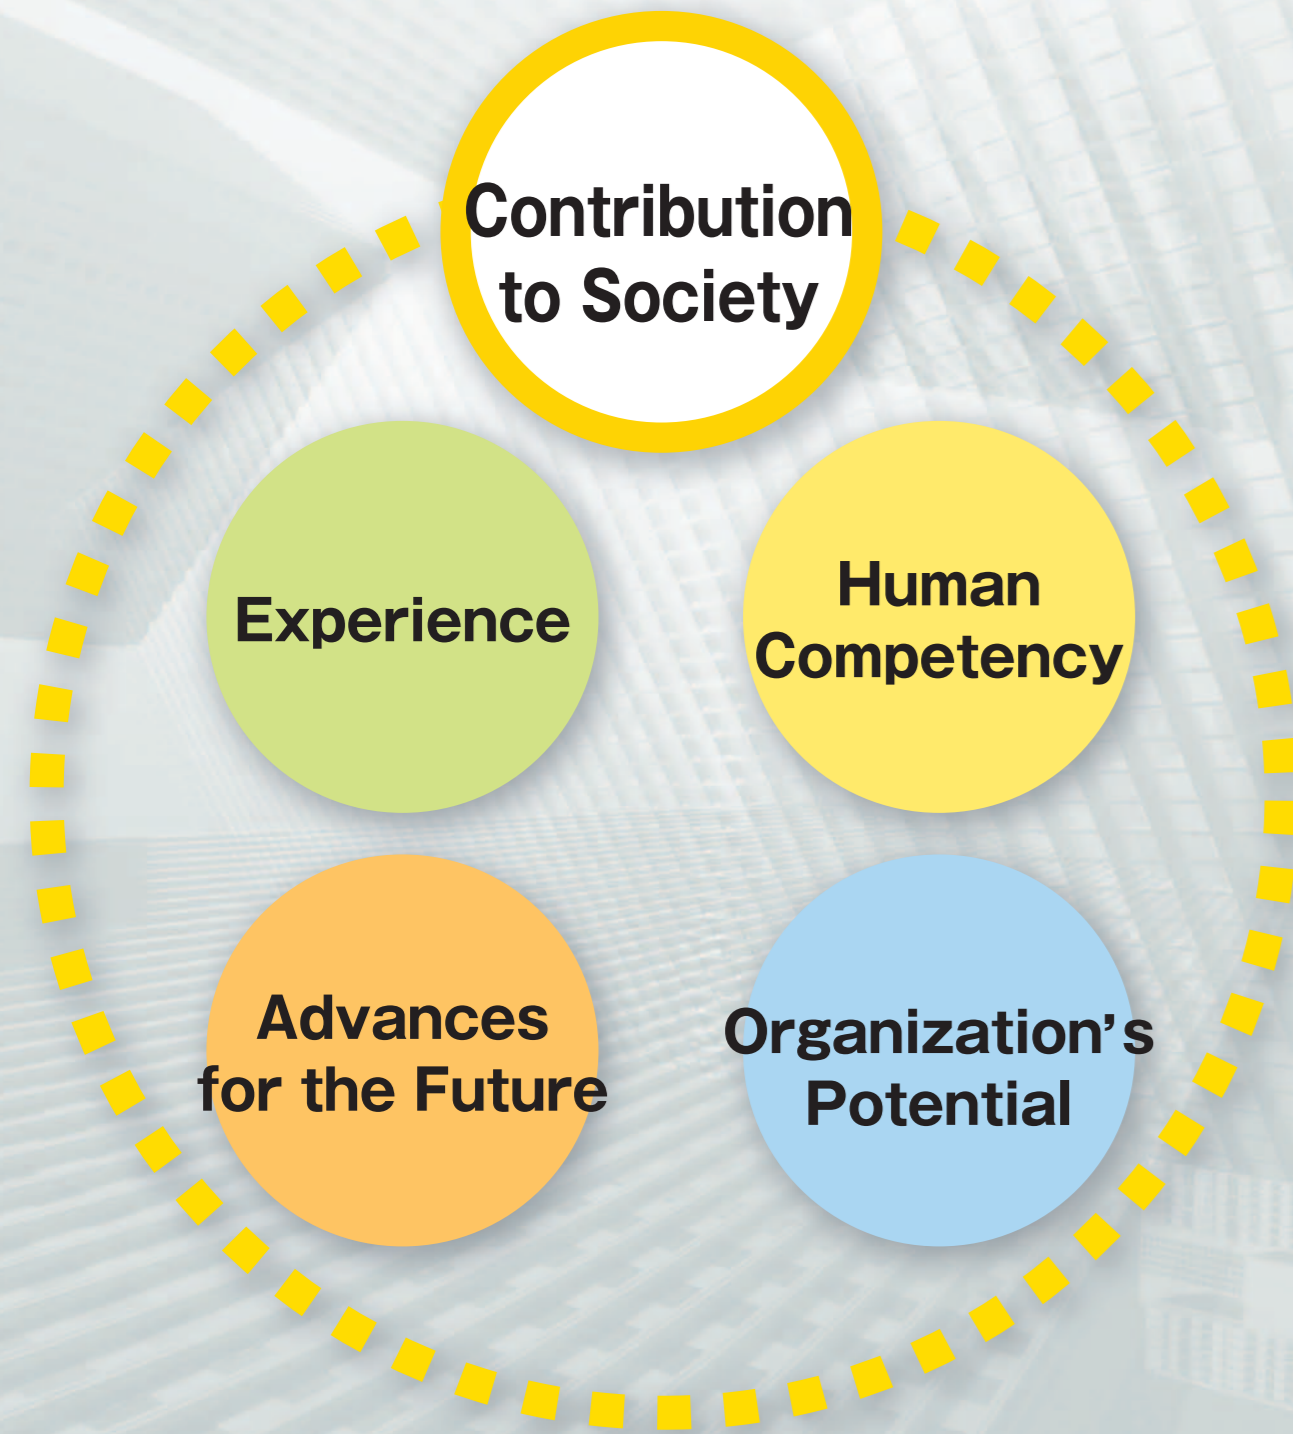 Contribution
to Society
Experience
Human
Competency
Advances
for the Future
Organization's
Potential